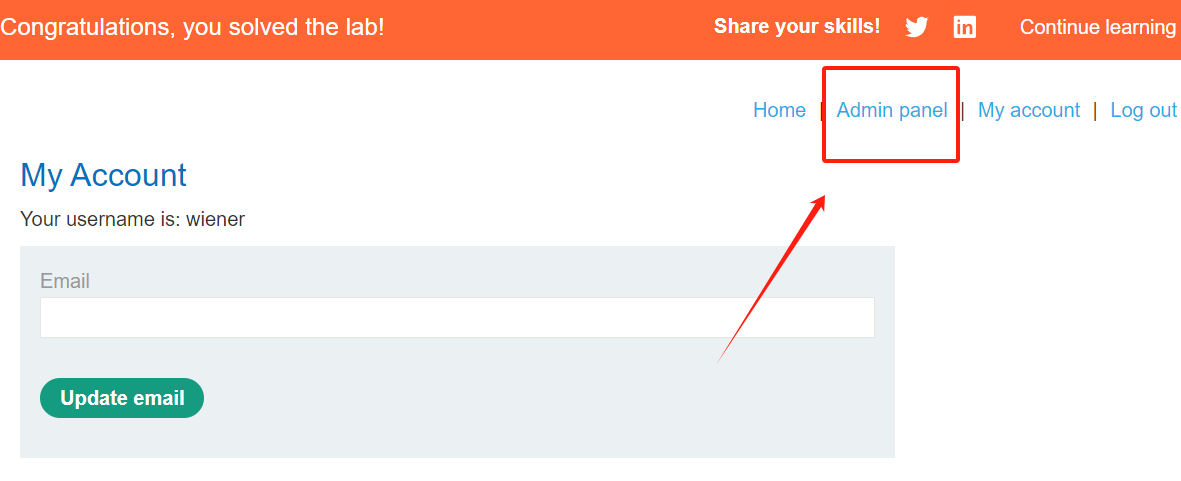 Congratulations, you solved the lab! Share your skills! Continue learning
Home | Admin panel | My account | Log out
My Account
Your username is: wiener
Email
Update email